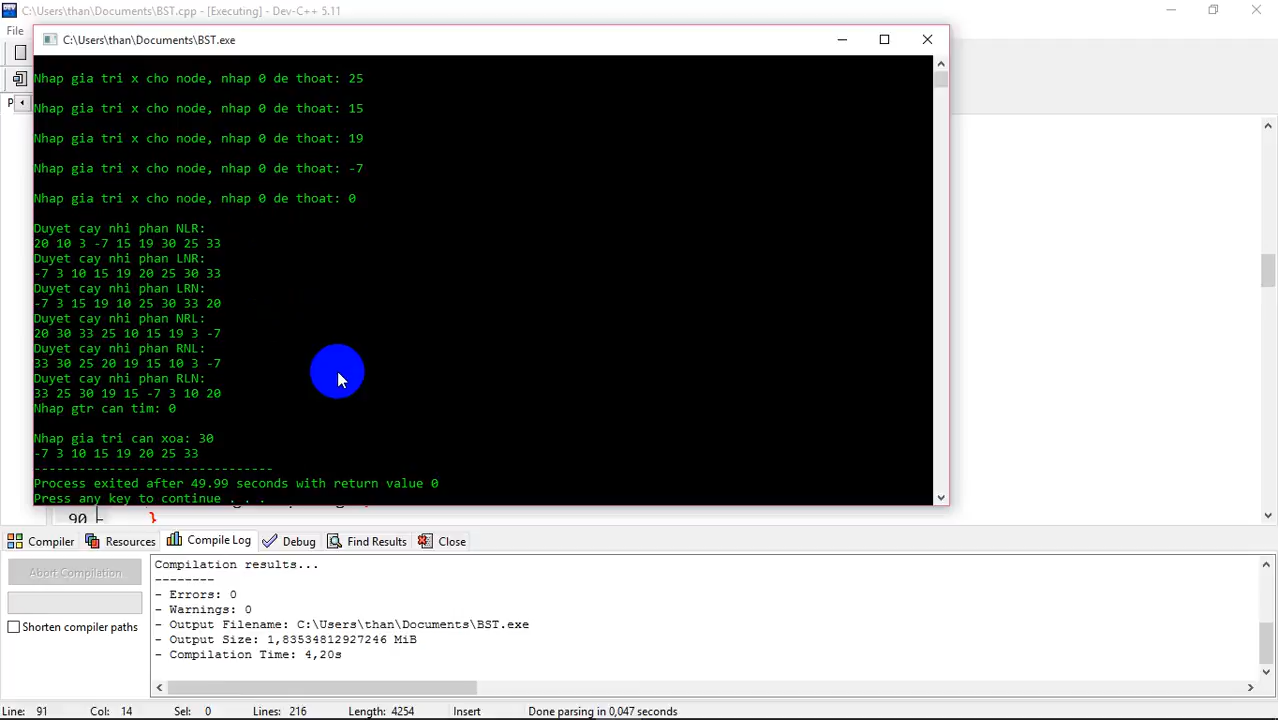 C:\Users\than\Documents\BST.cpp - [Executing] - Dev-C++ 5.11
File
C:\Users\than\Documents\BST.exe
P
Nhap gia tri x cho node, nhap 0 de thoat: 25
Nhap gia tri x cho node, nhap 0 de thoat: 15
Nhap gia tri x cho node, nhap 0 de thoat: 19
Nhap gia tri x cho node, nhap 0 de thoat: -7
Nhap gia tri x cho node, nhap 0 de thoat: 0
Duyet cay nhi phan NLR:
20 10 3 -7 15 19 30 25 33
Duyet cay nhi phan LNR:
-7 3 10 15 19 20 25 30 33
Duyet cay nhi phan LRN:
-7 3 15 19 10 25 30 33 20
Duyet cay nhi phan NRL:
20 30 33 25 10 15 19 3 -7
Duyet cay nhi phan RNL:
33 30 25 20 19 15 10 3 -7
Duyet cay nhi phan RLN:
33 25 30 19 15 -7 3 10 20
Nhap gtr can tim: 0
Nhap gia tri can xoa: 30
-7 3 10 15 19 20 25 33
--------------------------------
Process exited after 49.99 seconds with return value 0
Press any key to continue . . .
90 }
Compiler Resources Compile Log Debug Find Results Close
Abort Compilation
Shorten compiler paths
Compilation results...
--------
- Errors: 0
- Warnings: 0
- Output Filename: C:\Users\than\Documents\BST.exe
- Output Size: 1,83534812927246 MiB
- Compilation Time: 4,20s
Line: 91 Col: 14 Sel: 0 Lines: 216 Length: 4254 Insert Done parsing in 0,047 seconds